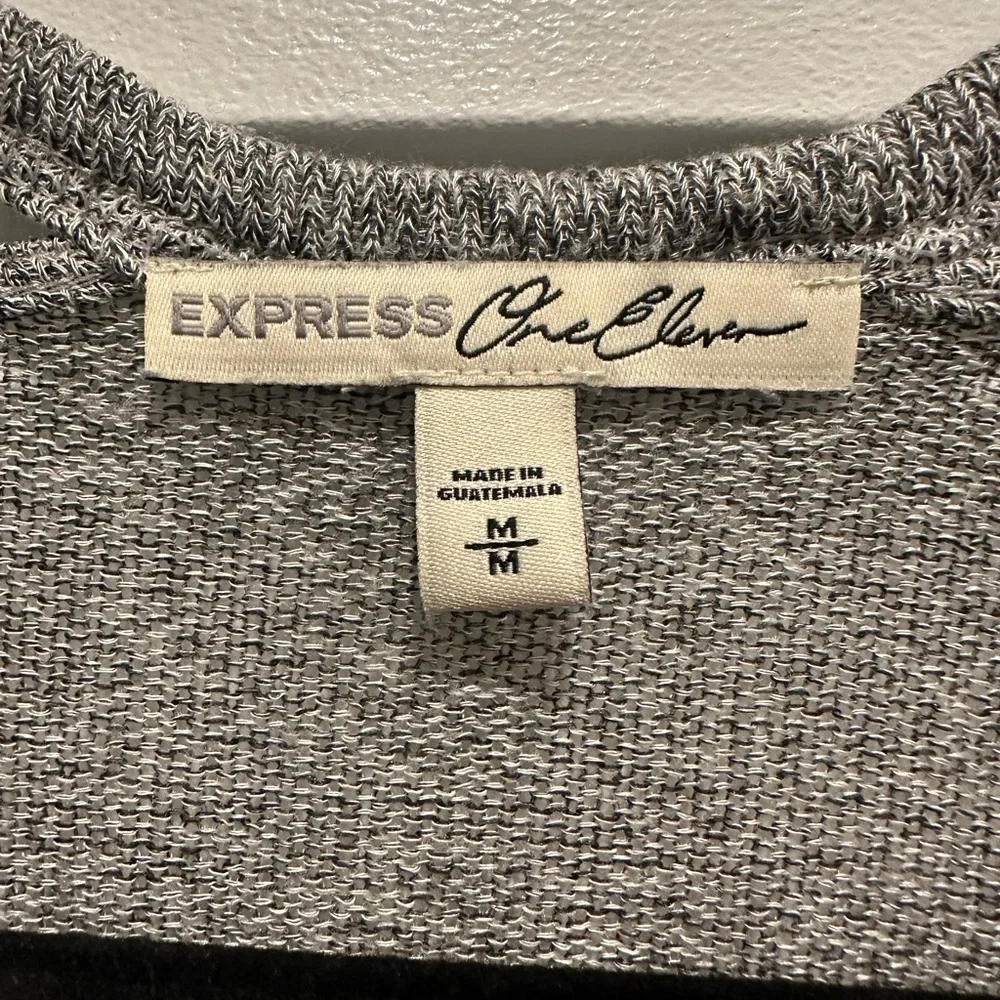 EXPRESS One Eleven
MADE IN
GUATEMALA
M
M